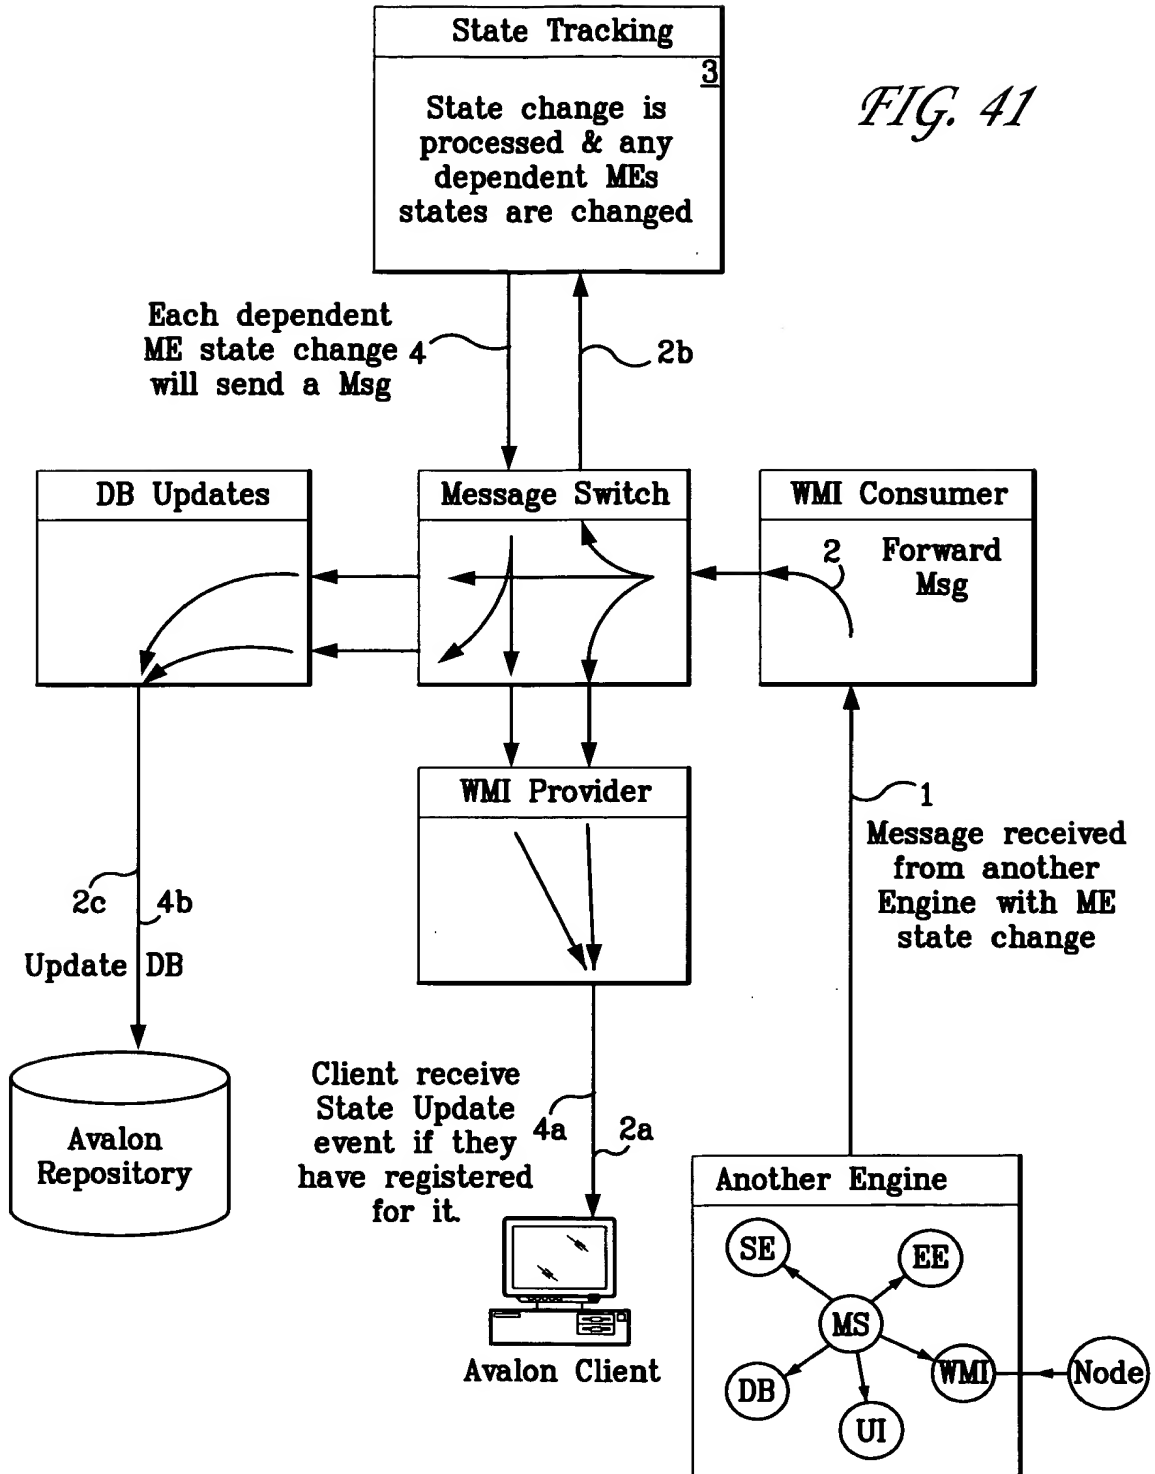 State Tracking
3
State change is
processed & any
dependent MEs
states are changed
FIG. 41
Each dependent
ME state change
will send a Msg
4
2b
DB Updates
Message Switch
WMI Consumer
2
Forward
Msg
WMI Provider
1
Message received
from another
Engine with ME
state change
2c
4b
Update DB
Avalon
Repository
Client receive
State Update
event if they
have registered
for it.
4a
2a
Avalon Client
Another Engine
SE
EE
MS
DB
WMI
Node
UI